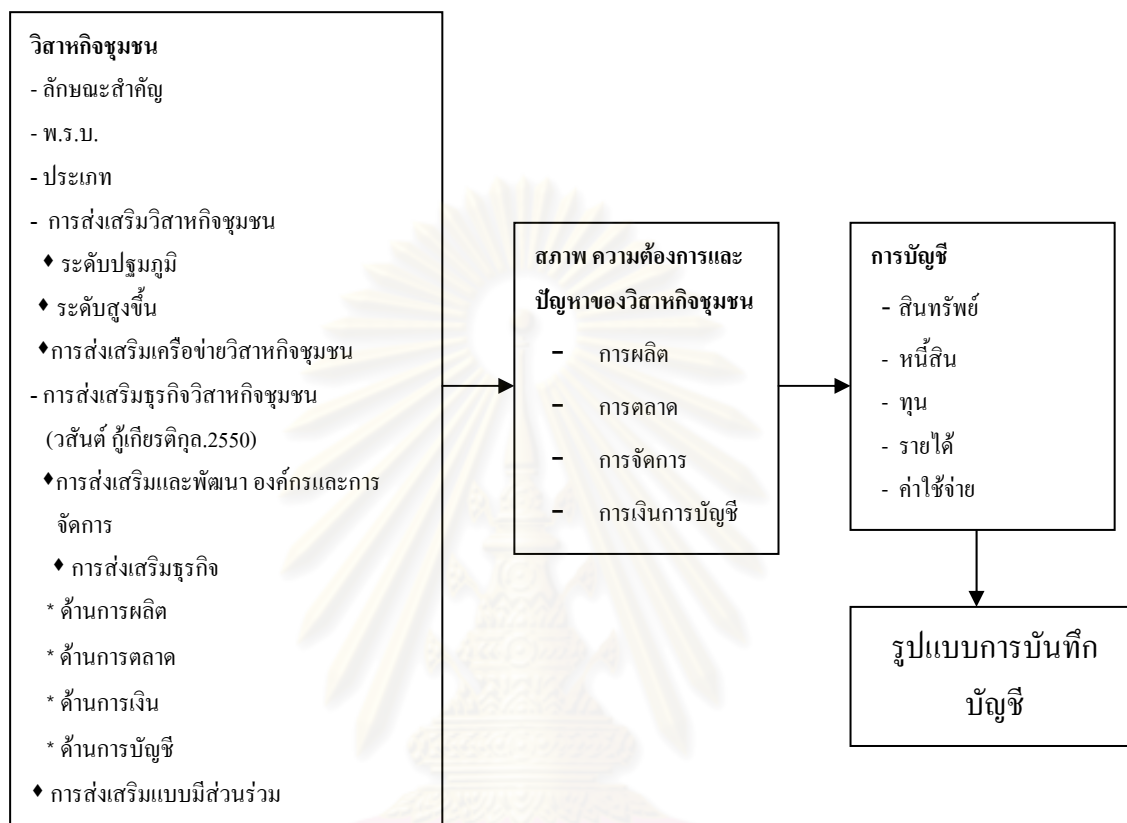 วิสาหกิจชุมชน
- ลักษณะสำคัญ
- พ.ร.บ.
- ประเภท
- การส่งเสริมวิสาหกิจชุมชน
♦ ระดับปฐมภูมิ
♦ ระดับสูงขึ้น
♦การส่งเสริมเครือข่ายวิสาหกิจชุมชน
- การส่งเสริมธุรกิจวิสาหกิจชุมชน
(วสันต์ กู้เกียรติกูล.2550)
♦การส่งเสริมและพัฒนา องค์กรและการ
จัดการ
♦ การส่งเสริมธุรกิจ
* ด้านการผลิต
* ด้านการตลาด
* ด้านการเงิน
* ด้านการบัญชี
♦ การส่งเสริมแบบมีส่วนร่วม
สภาพ ความต้องการและ
ปัญหาของวิสาหกิจชุมชน
- การผลิต
- การตลาด
- การจัดการ
- การเงินการบัญชี
การบัญชี
- สินทรัพย์
- หนี้สิน
- ทุน
- รายได้
- ค่าใช้จ่าย
รูปแบบการบันทึก
บัญชี